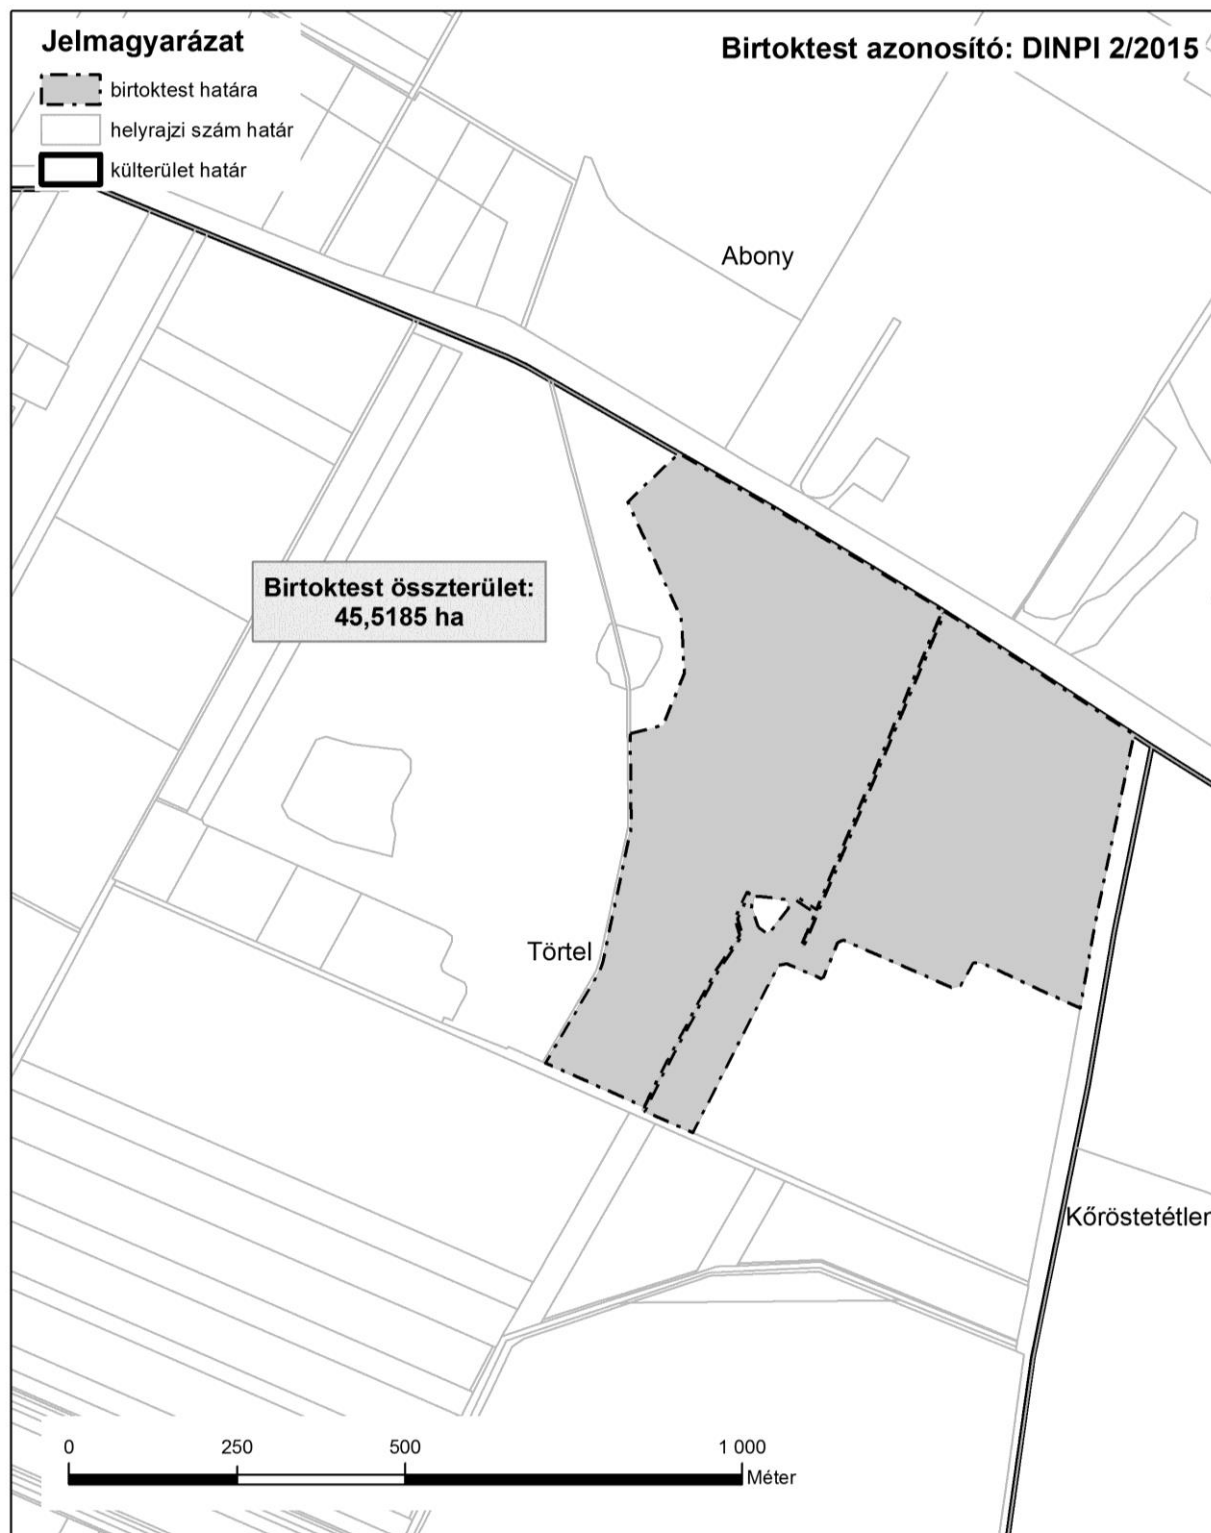 Jelmagyarázat
birtoktest határa
helyrajzi szám határ
külterület határ
Birtoktest azonosító: DINPI 2/2015
Abony
Birtoktest összterület:
45,5185 ha
Törtel
Kőröstetétlen
0 250 500 1 000
Méter